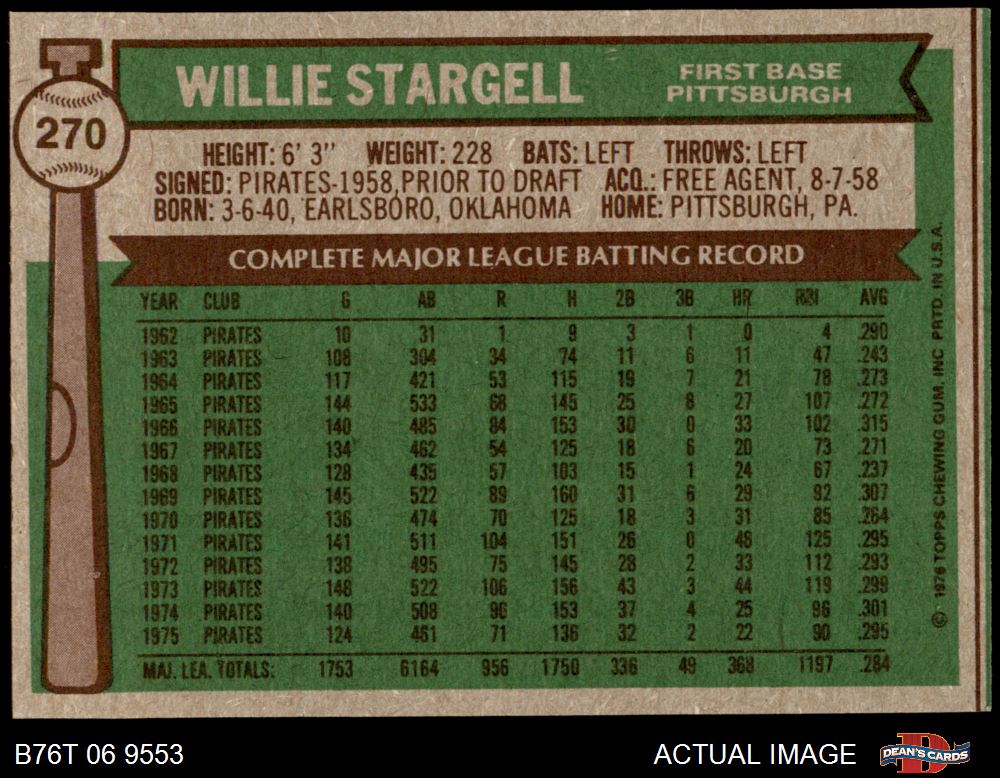 WILLIE STARGELL
FIRST BASE
PITTSBURGH
270
HEIGHT: 6' 3" WEIGHT: 228 BATS: LEFT THROWS: LEFT
SIGNED: PIRATES-1958, PRIOR TO DRAFT ACQ.: FREE AGENT, 8-7-58
BORN: 3-6-40, EARLSBORO, OKLAHOMA HOME: PITTSBURGH, PA.
COMPLETE MAJOR LEAGUE BATTING RECORD
YEAR CLUB G AB R H 2B 3B HR RBI AVG
1962 PIRATES 10 31 1 9 3 1 0 4 .290
1963 PIRATES 108 304 34 74 11 6 11 47 .243
1964 PIRATES 117 421 53 115 19 7 21 78 .273
1965 PIRATES 144 533 68 145 25 8 27 107 .272
1966 PIRATES 140 485 84 153 30 0 33 102 .315
1967 PIRATES 134 462 54 125 18 6 20 73 .271
1968 PIRATES 128 435 57 103 15 1 24 67 .237
1969 PIRATES 145 522 89 160 31 6 29 92 .307
1970 PIRATES 136 474 70 125 18 3 31 85 .264
1971 PIRATES 141 511 104 151 26 0 48 125 .295
1972 PIRATES 138 495 75 145 28 2 33 112 .293
1973 PIRATES 148 522 106 156 43 3 44 119 .299
1974 PIRATES 140 508 90 153 37 4 25 96 .301
1975 PIRATES 124 461 71 136 32 2 22 90 .295
MAJ. LEA. TOTALS: 1753 6164 956 1750 336 49 368 1197 .284
© 1976 TOPPS CHEWING GUM, INC PRTD. IN U.S.A.
B76T 06 9553
ACTUAL IMAGE
DEAN'S CARDS